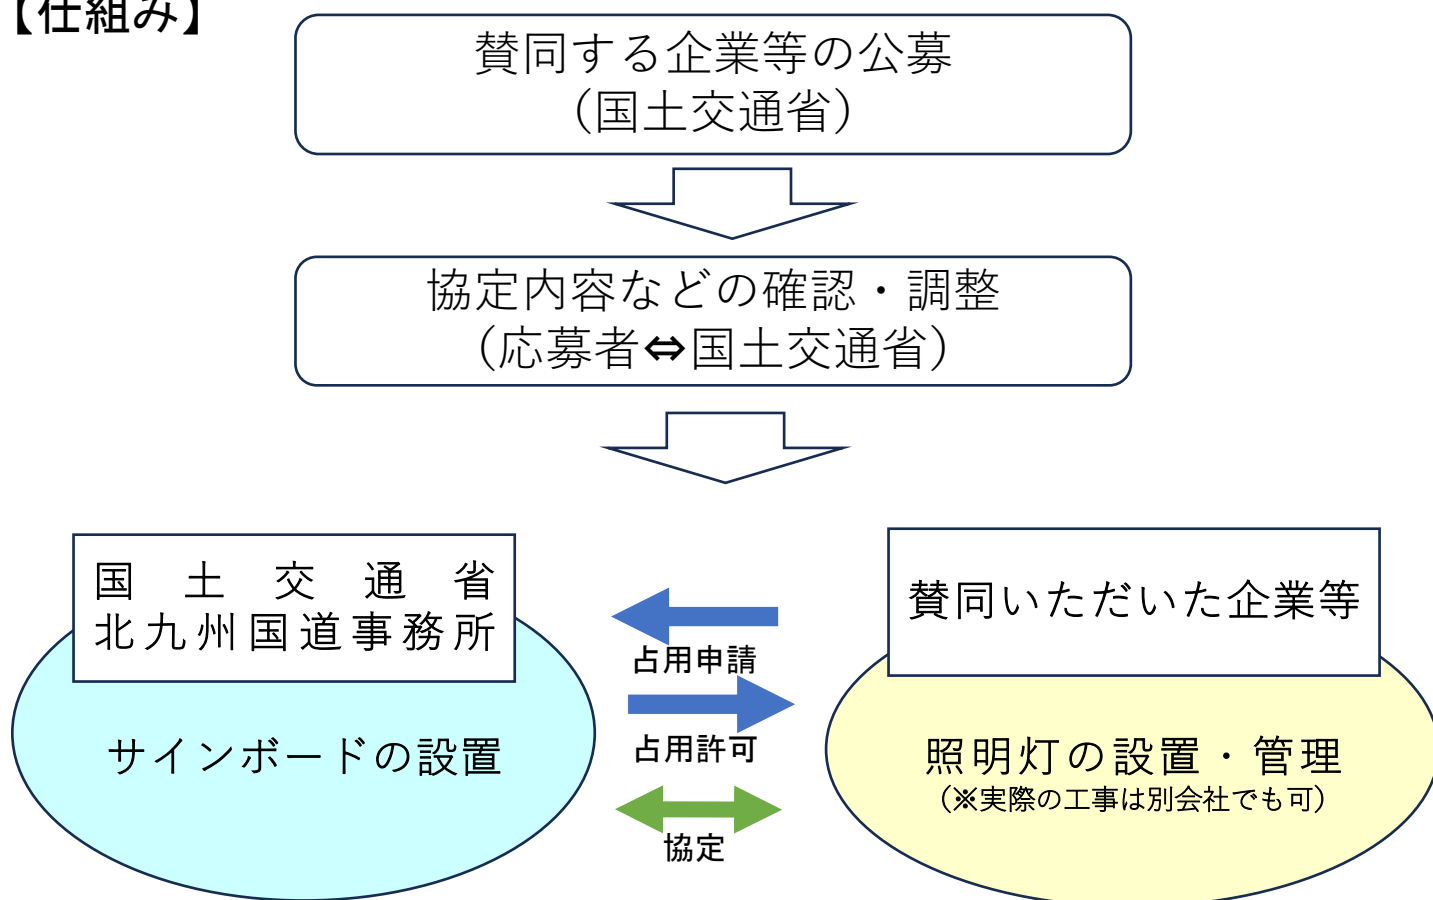 【仕組み】
賛同する企業等の公募
（国土交通省）
協定内容などの確認・調整
（応募者⇔国土交通省）
国土交通省
北九州国道事務所
サインボードの設置
占用申請
占用許可
協定
賛同いただいた企業等
照明灯の設置・管理
（※実際の工事は別会社でも可）